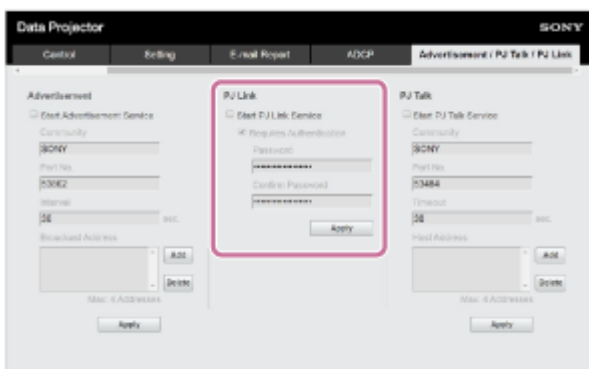 Data Projector
SONY
Control
Setting
E-mail Report
ADCP
Advertisement / PJ Talk / PJ Link
Advertisement
Start Advertisement Service
Community
SONY
Port No.
53862
Interval
30
sec.
Broadcast Address
Add
Delete
Max. 4 Addresses
Apply
PJ Link
Start PJ Link Service
Requires Authentication
Password
Confirm Password
Apply
PJ Talk
Start PJ Talk Service
Community
SONY
Port No.
53484
Timeout
30
sec.
Host Address
Add
Delete
Max. 4 Addresses
Apply